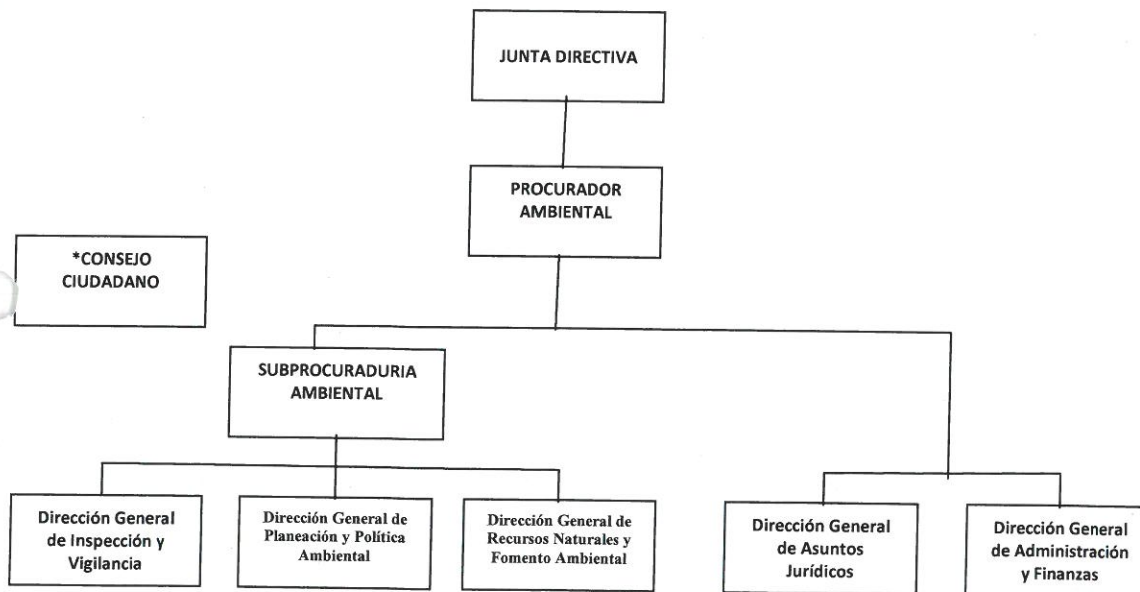 JUNTA DIRECTIVA
PROCURADOR
AMBIENTAL
*CONSEJO
CIUDADANO
SUBPROCURADURIA
AMBIENTAL
Dirección General
de Inspección y
Vigilancia
Dirección General de
Planeación y Política
Ambiental
Dirección General de
Recursos Naturales y
Fomento Ambiental
Dirección General
de Asuntos
Jurídicos
Dirección General
de Administración
y Finanzas